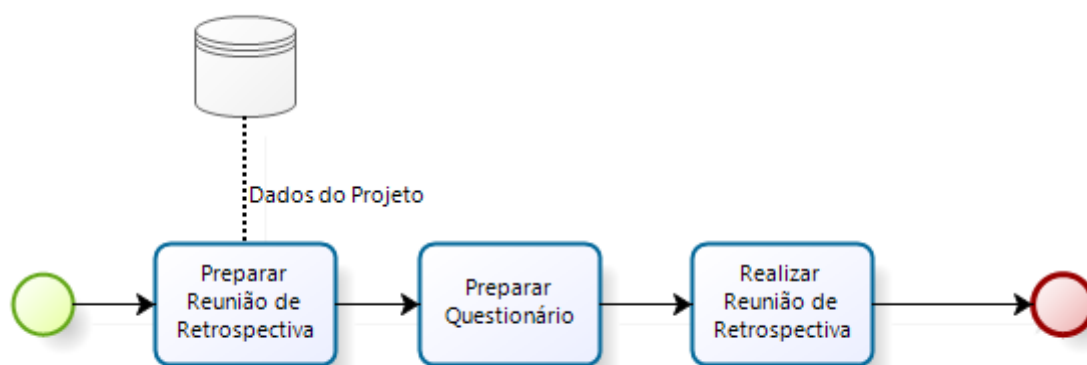 Dados do Projeto
Preparar
Reunião de
Retrospectiva
Preparar
Questionário
Realizar
Reunião de
Retrospectiva